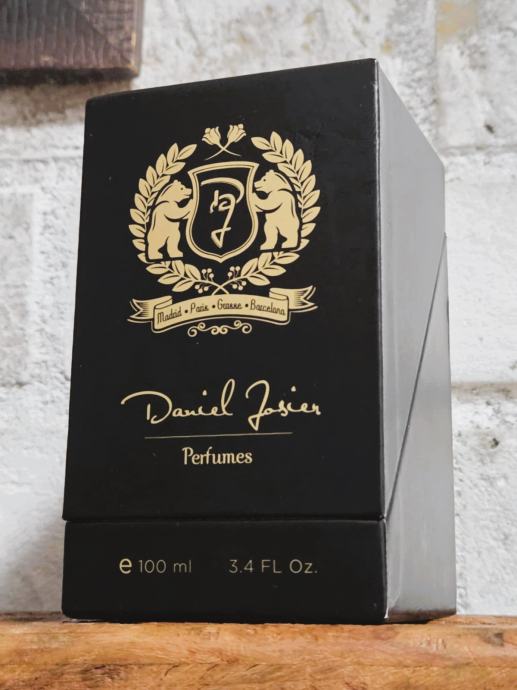 Madrid • Paris • Grasse • Barcelona
Daniel Josier
Perfumes
e 100 ml 3.4 FL Oz.